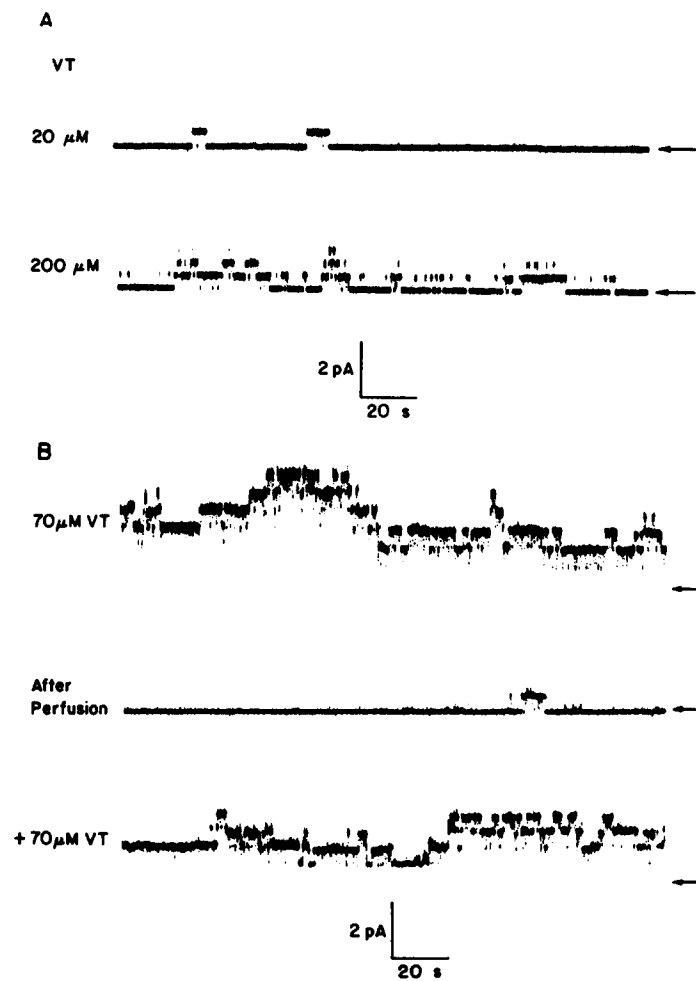 A
VT
20 μM
200 μM
2 pA
20 s
B
70μM VT
After
Perfusion
+ 70μM VT
2 pA
20 s